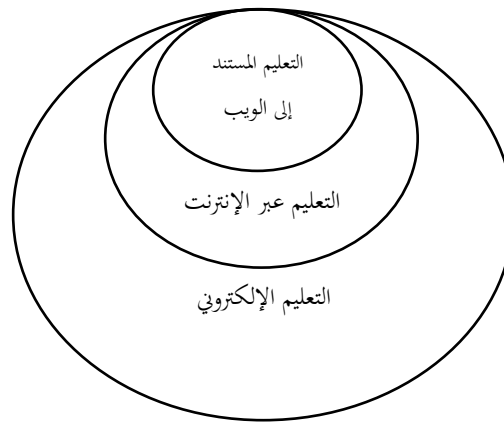 التعليم المستند
إلى الويب
التعليم عبر الإنترنت
التعليم الإلكتروني